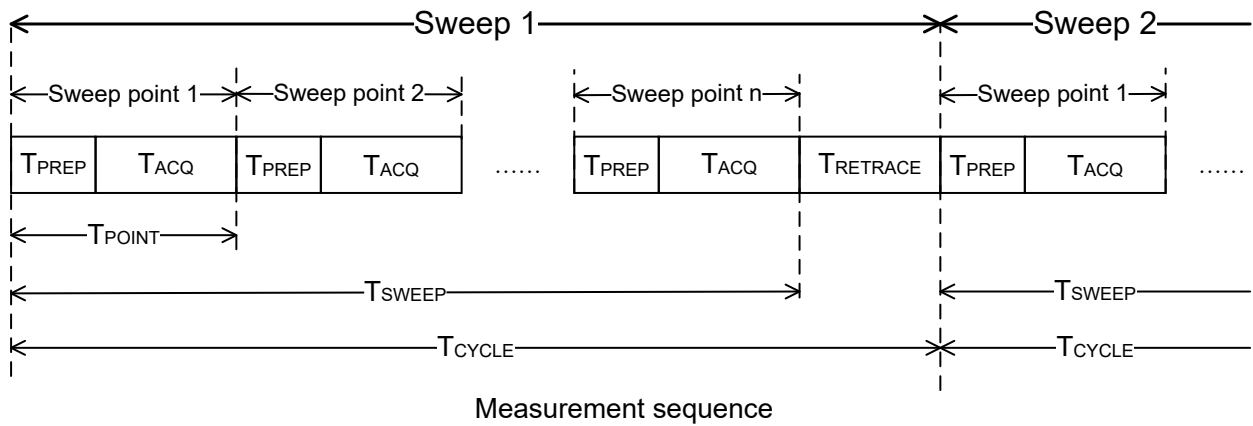 Sweep 1 Sweep 2
Sweep point 1 Sweep point 2 Sweep point n Sweep point 1
TPREP TACQ TPREP TACQ ...... TPREP TACQ TRETRACE TPREP TACQ ......
TPOINT
TSWEEP TSWEEP
TCYCLE TCYCLE
Measurement sequence